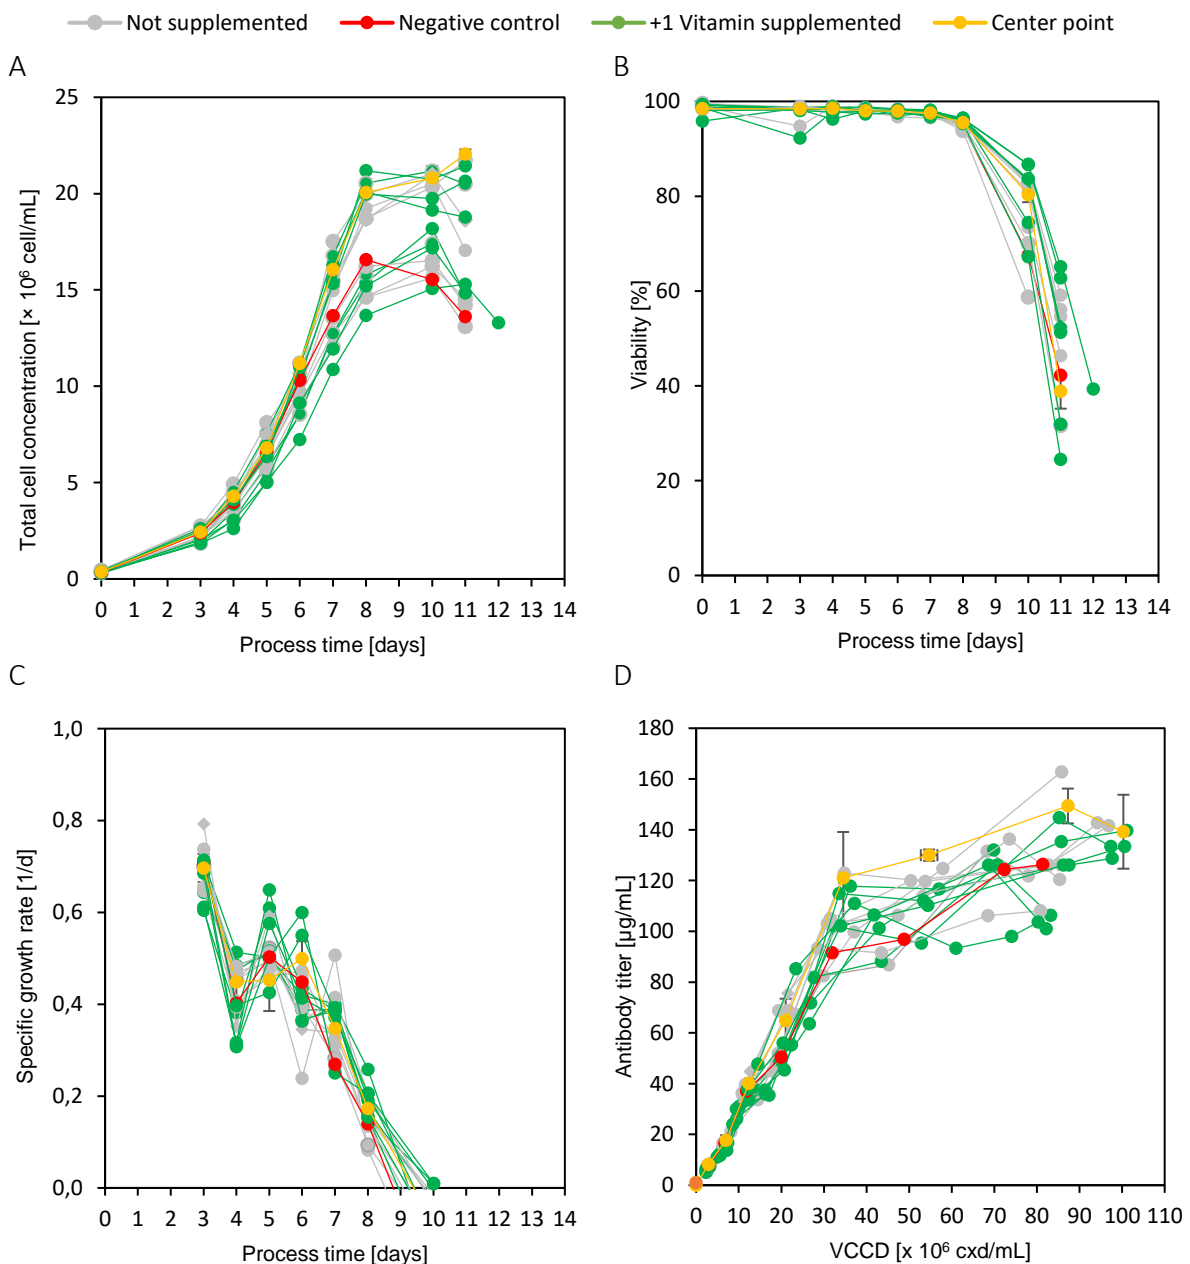 Not supplemented Negative control +1 Vitamin supplemented Center point
A
25
20
15
10
5
0
0 1 2 3 4 5 6 7 8 9 10 11 12 13 14
Total cell concentration [× 10⁶ cell/mL]
Process time [days]
B
100
80
60
40
20
0
0 1 2 3 4 5 6 7 8 9 10 11 12 13 14
Viability [%]
Process time [days]
C
1,0
0,8
0,6
0,4
0,2
0,0
0 1 2 3 4 5 6 7 8 9 10 11 12 13 14
Specific growth rate [1/d]
Process time [days]
D
180
160
140
120
100
80
60
40
20
0
0 10 20 30 40 50 60 70 80 90 100 110
Antibody titer [µg/mL]
VCCD [x 10⁶ cxd/mL]